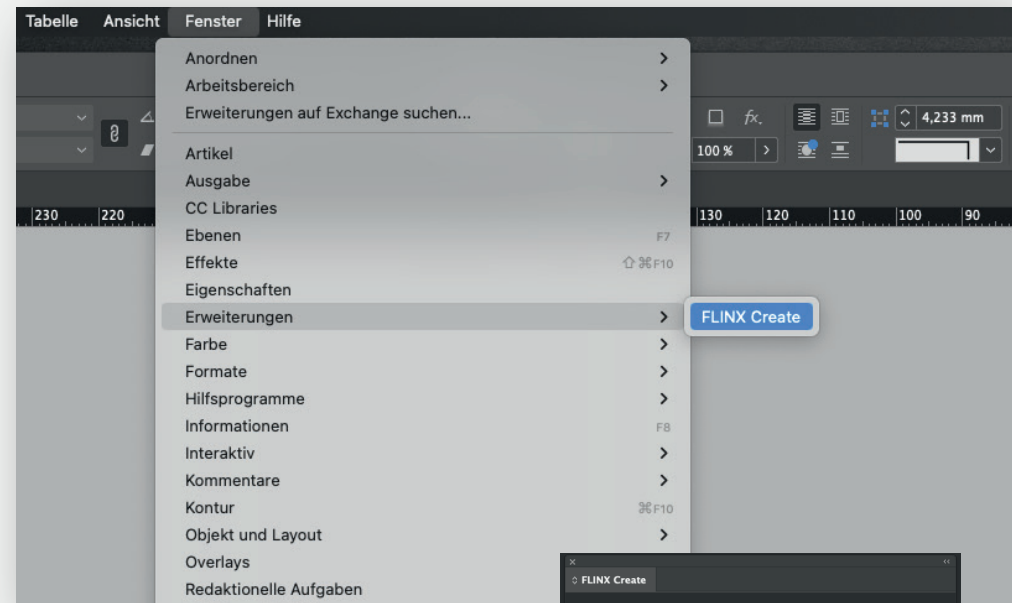 Tabelle Ansicht Fenster Hilfe
Anordnen
Arbeitsbereich
Erweiterungen auf Exchange suchen...
fx. 4,233 mm
100 %
Artikel
Ausgabe
CC Libraries
230 220 130 120 110 100 90
Ebenen F7
Effekte ⇧⌘F10
Eigenschaften
Erweiterungen FLINX Create
Farbe
Formate
Hilfsprogramme
Informationen F8
Interaktiv
Kommentare
Kontur ⌘F10
Objekt und Layout
Overlays
Redaktionelle Aufgaben
FLINX Create